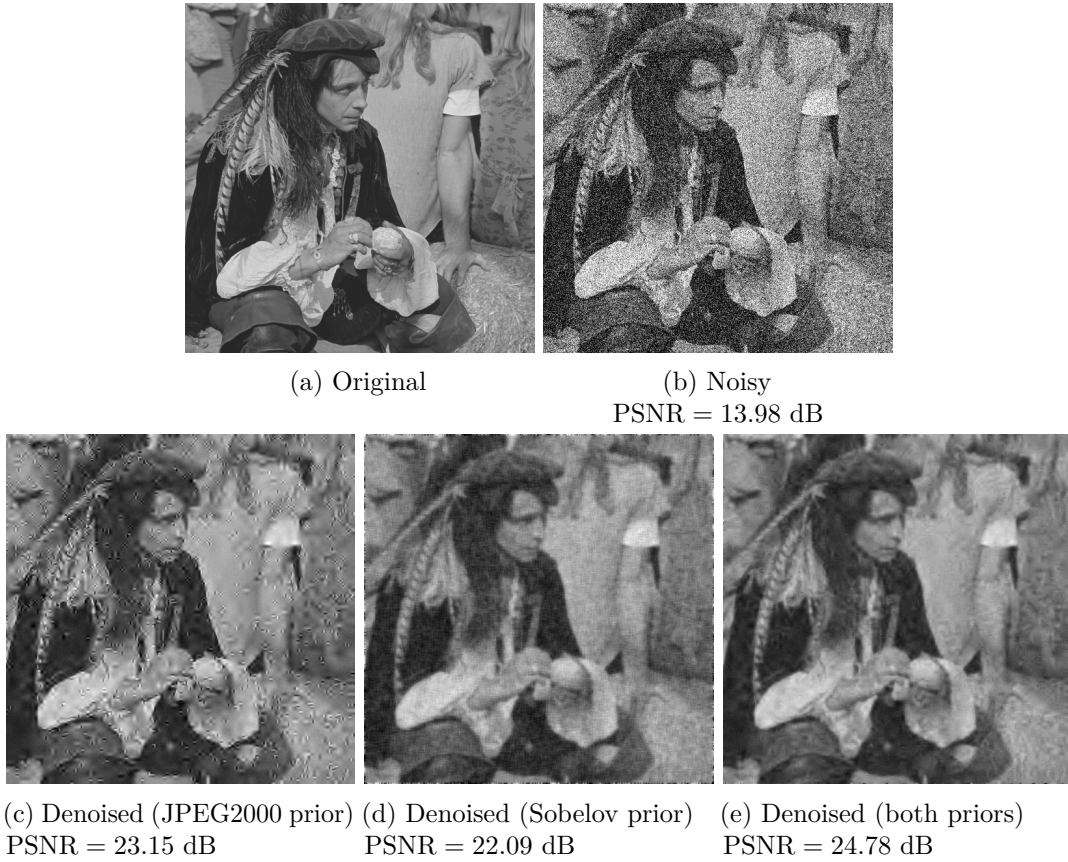 (a) Original
(b) Noisy
PSNR = 13.98 dB
(c) Denoised (JPEG2000 prior)
PSNR = 23.15 dB
(d) Denoised (Sobelov prior)
PSNR = 22.09 dB
(e) Denoised (both priors)
PSNR = 24.78 dB